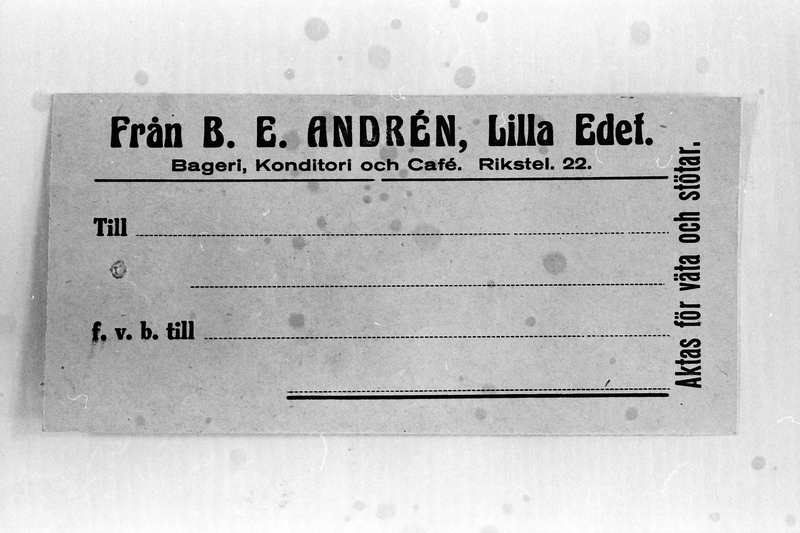 Från B. E. ANDRÉN, Lilla Edet.
Bageri, Konditori och Café. Rikstel. 22.
Till
f. v. b. till
Aktas för väta och stötar.